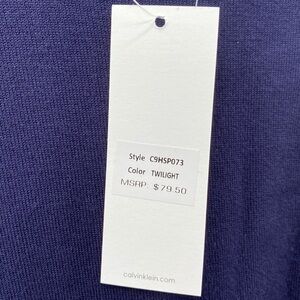 Style C9HSP073
Color TWILIGHT
MSRP $79.50
calvinklein.com